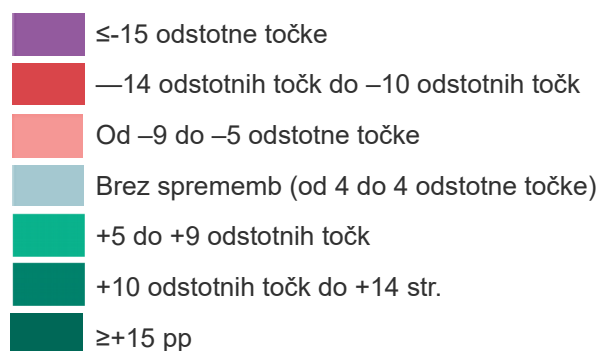 ≤-15 odstotne točke
—14 odstotnih točk do –10 odstotnih točk
Od –9 do –5 odstotne točke
Brez sprememb (od 4 do 4 odstotne točke)
+5 do +9 odstotnih točk
+10 odstotnih točk do +14 str.
≥+15 pp